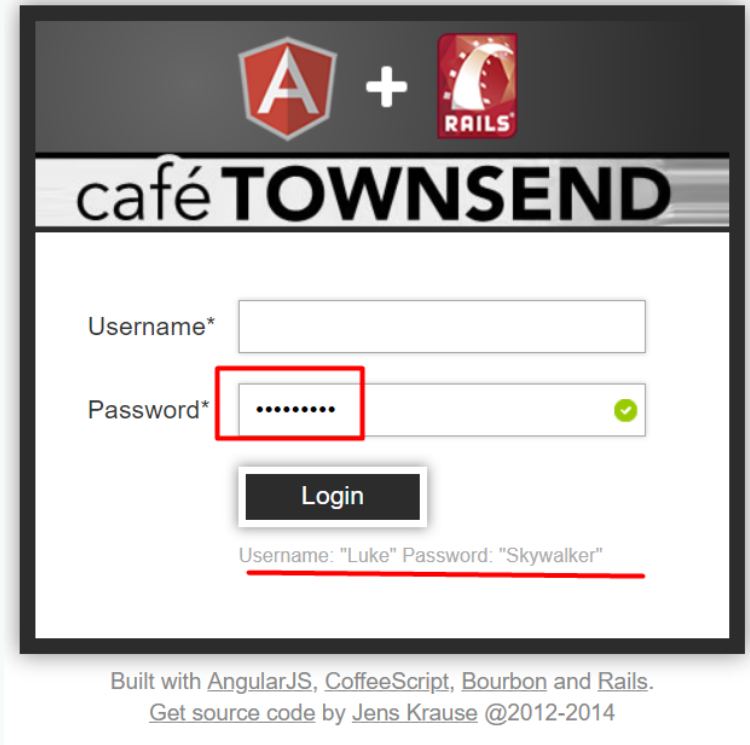 A + RAILS
café TOWNSEND
Username*
Password* •••••••••
Login
Username: "Luke" Password: "Skywalker"
Built with AngularJS, CoffeeScript, Bourbon and Rails.
Get source code by Jens Krause @2012-2014